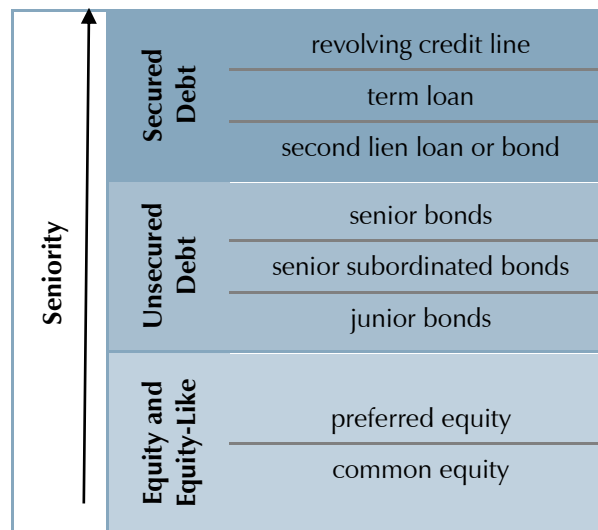 Seniority
Secured
Debt
revolving credit line
term loan
second lien loan or bond
Unsecured
Debt
senior bonds
senior subordinated bonds
junior bonds
Equity and
Equity-Like
preferred equity
common equity